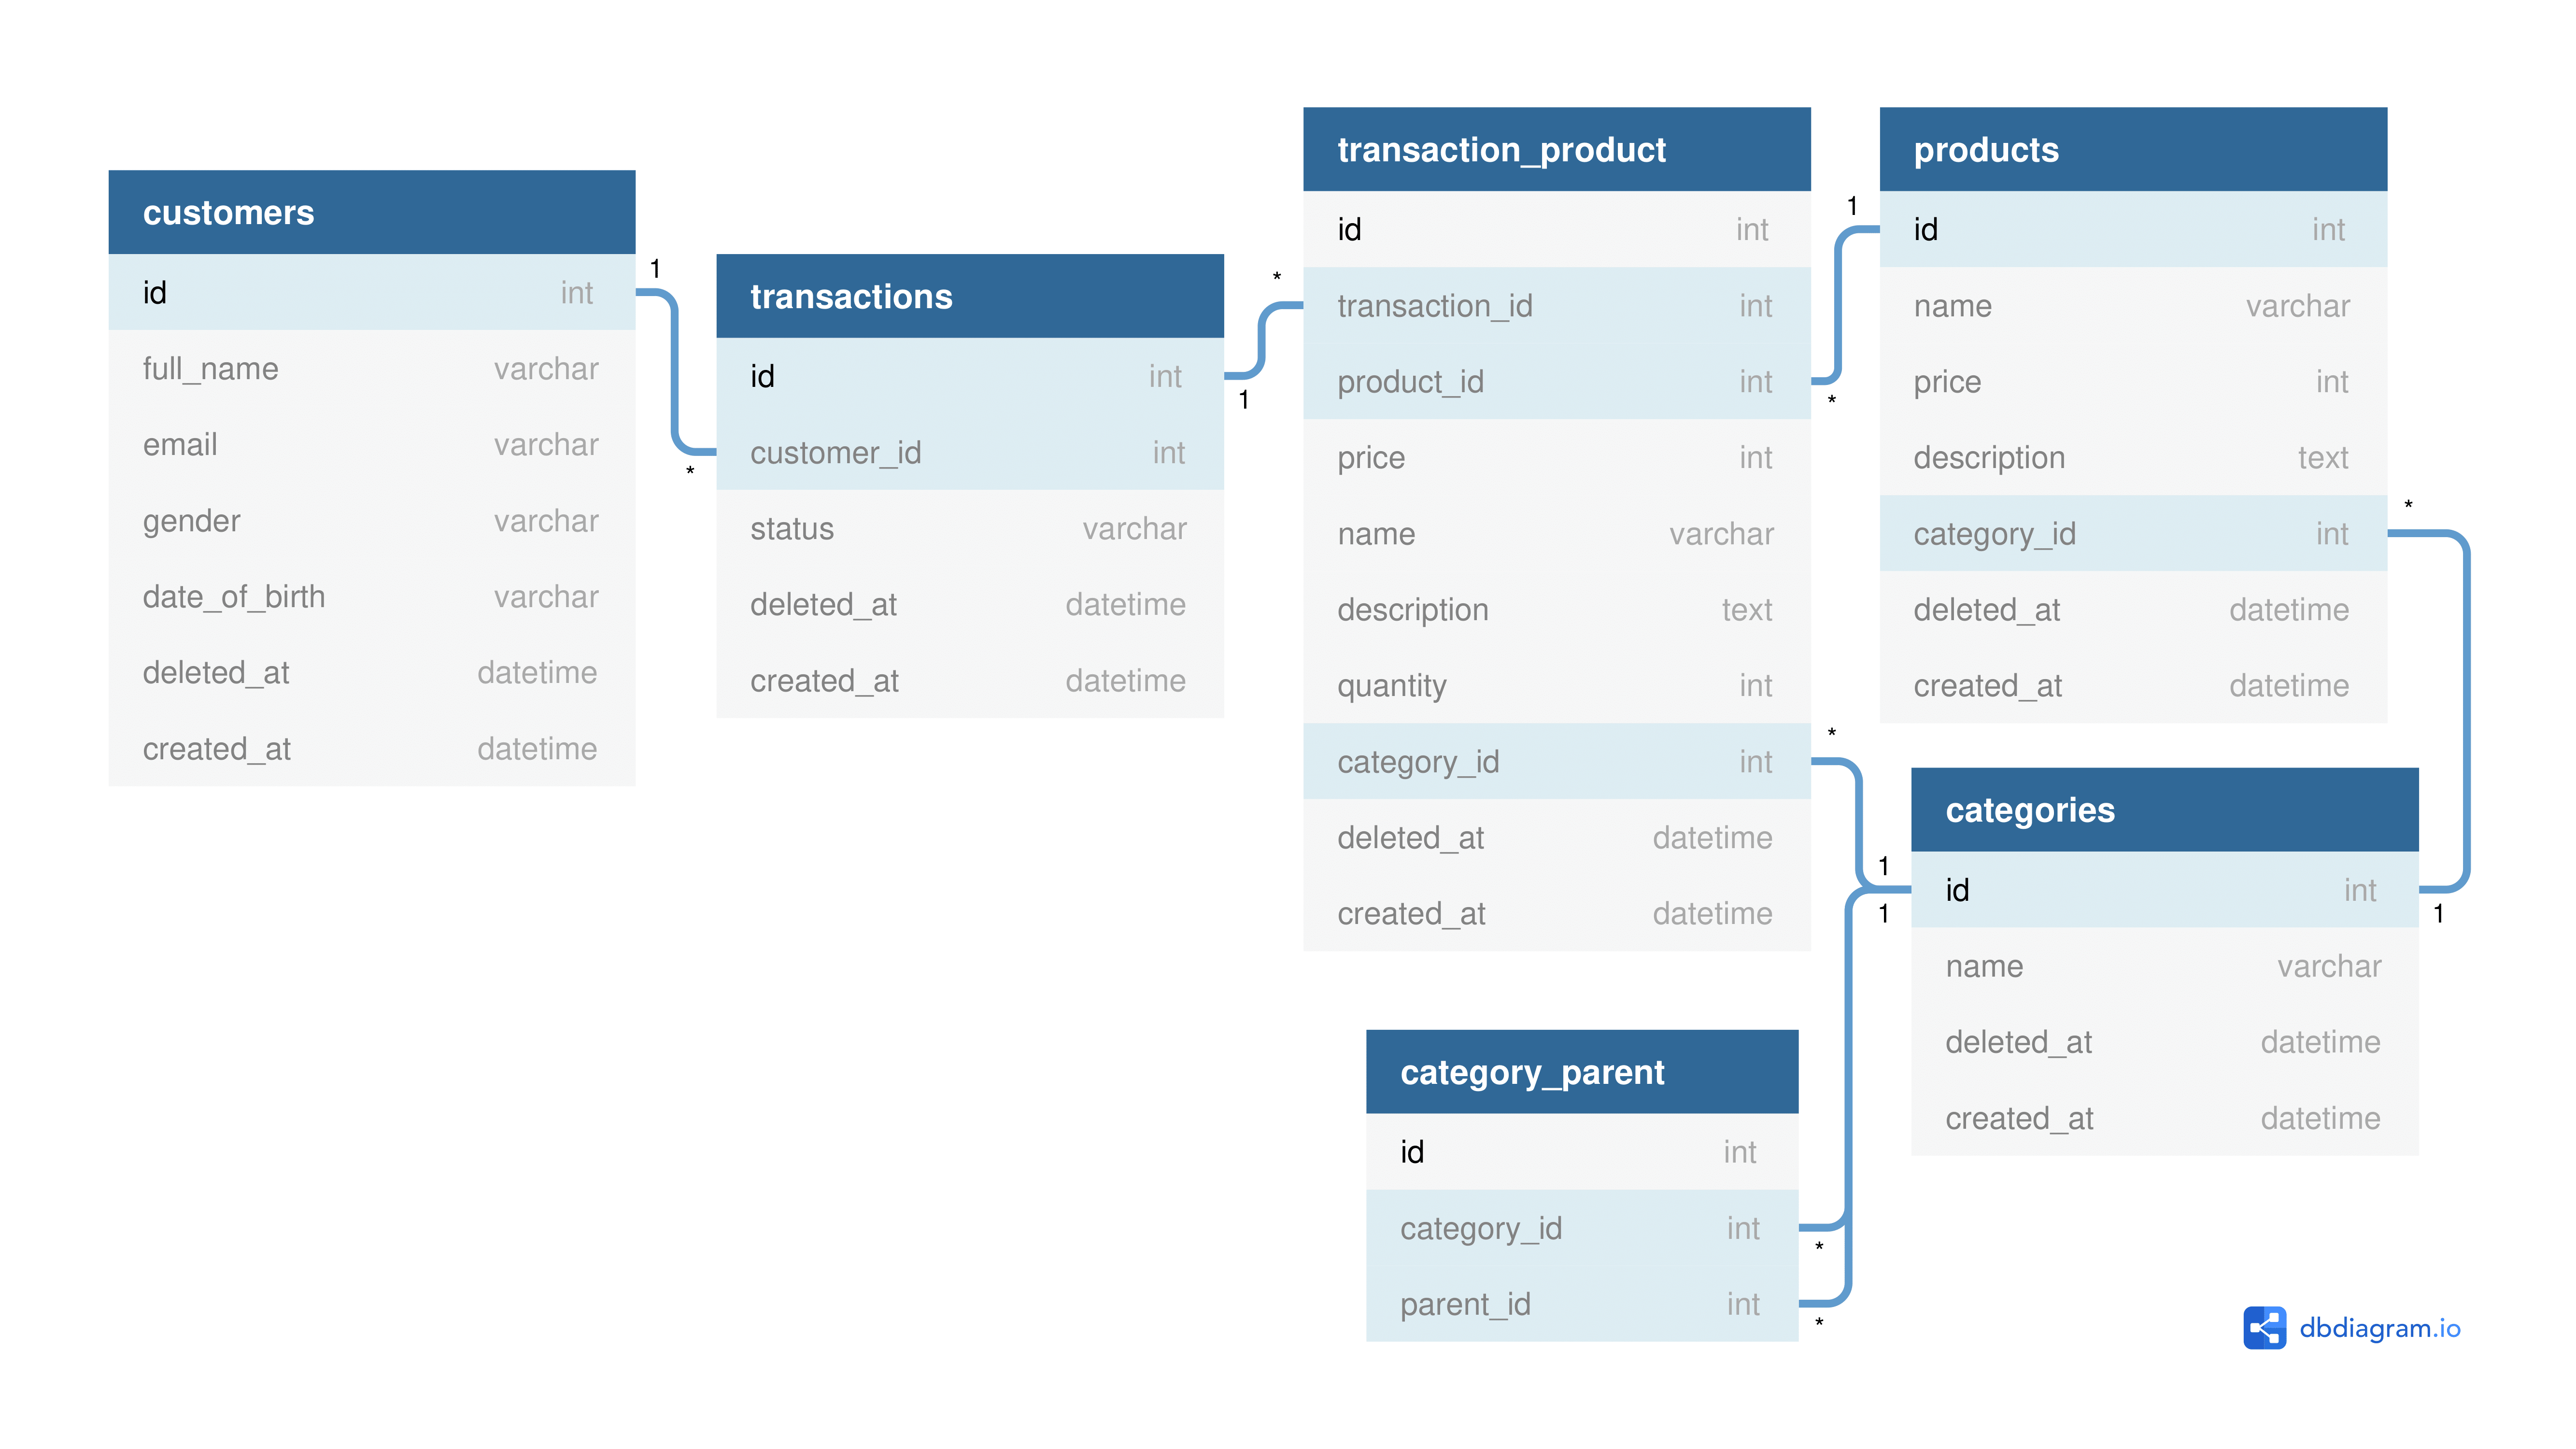 customers
id int
full_name varchar
email varchar
gender varchar
date_of_birth varchar
deleted_at datetime
created_at datetime
1
*
transactions
id int
customer_id int
status varchar
deleted_at datetime
created_at datetime
1
*
transaction_product
id int
transaction_id int
product_id int
price int
name varchar
description text
quantity int
category_id int
deleted_at datetime
created_at datetime
1
*
products
id int
name varchar
price int
description text
category_id int
deleted_at datetime
created_at datetime
*
*
1
1
1
categories
id int
name varchar
deleted_at datetime
created_at datetime
category_parent
id int
category_id int
parent_id int
*
*
dbdiagram.io